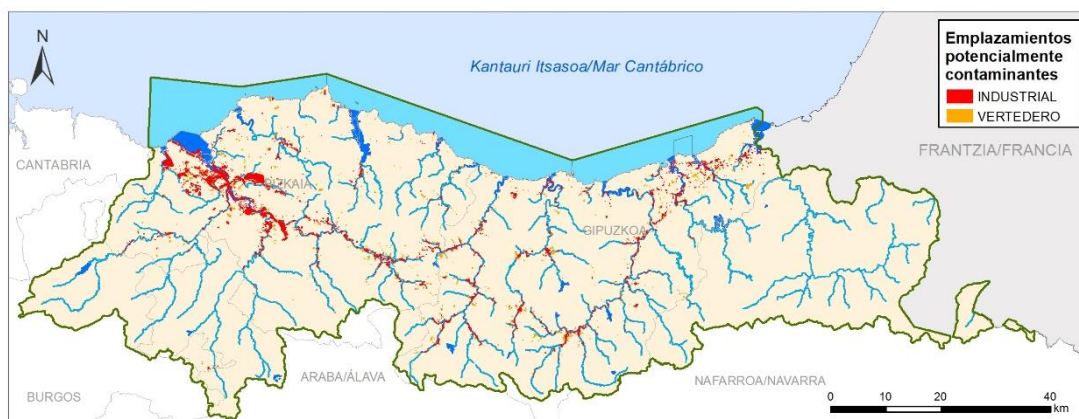 N
Kantauri Itsasoa/Mar Cantábrico
Emplazamientos
potencialmente
contaminantes
INDUSTRIAL
VERTEDERO
CANTABRIA
FRANTZIA/FRANCIA
BIZKAIA
GIPUZKOA
ARABA/ÁLAVA
NAFARROA/NAVARRA
BURGOS
0 10 20 40
km